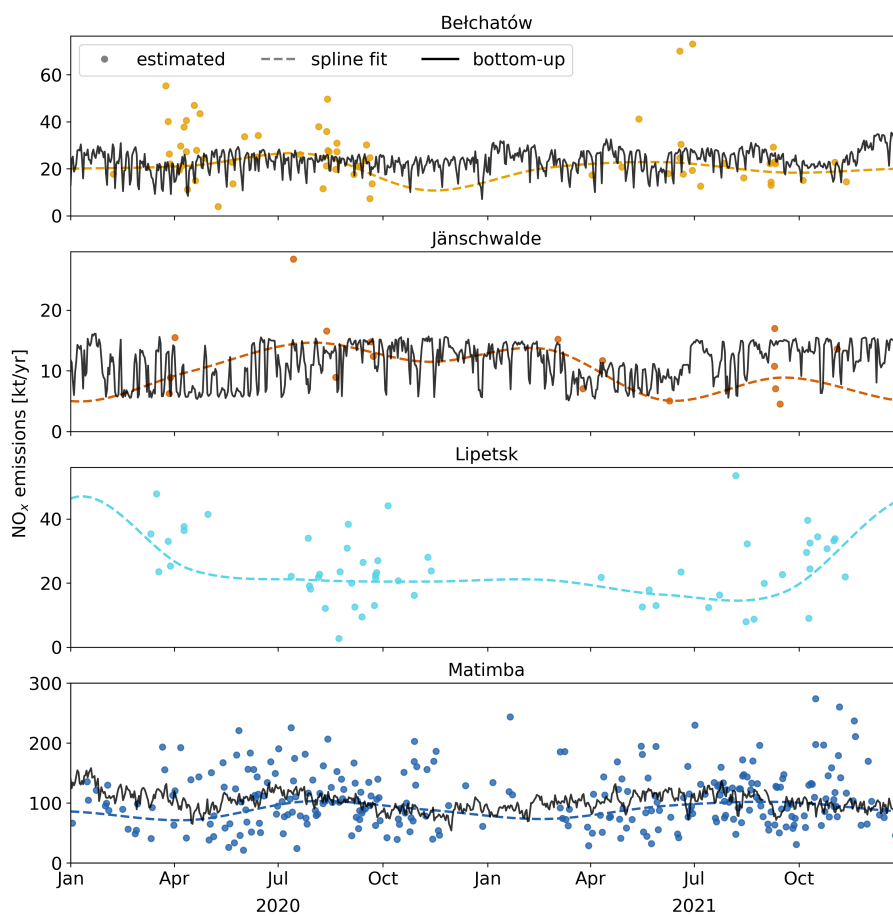 Bełchatów
estimated spline fit bottom-up
60
40
20
0
Jänschwalde
20
10
0
Lipetsk
40
20
0
NOx emissions [kt/yr]
Matimba
300
200
100
0
Jan Apr Jul Oct Jan Apr Jul Oct
2020 2021